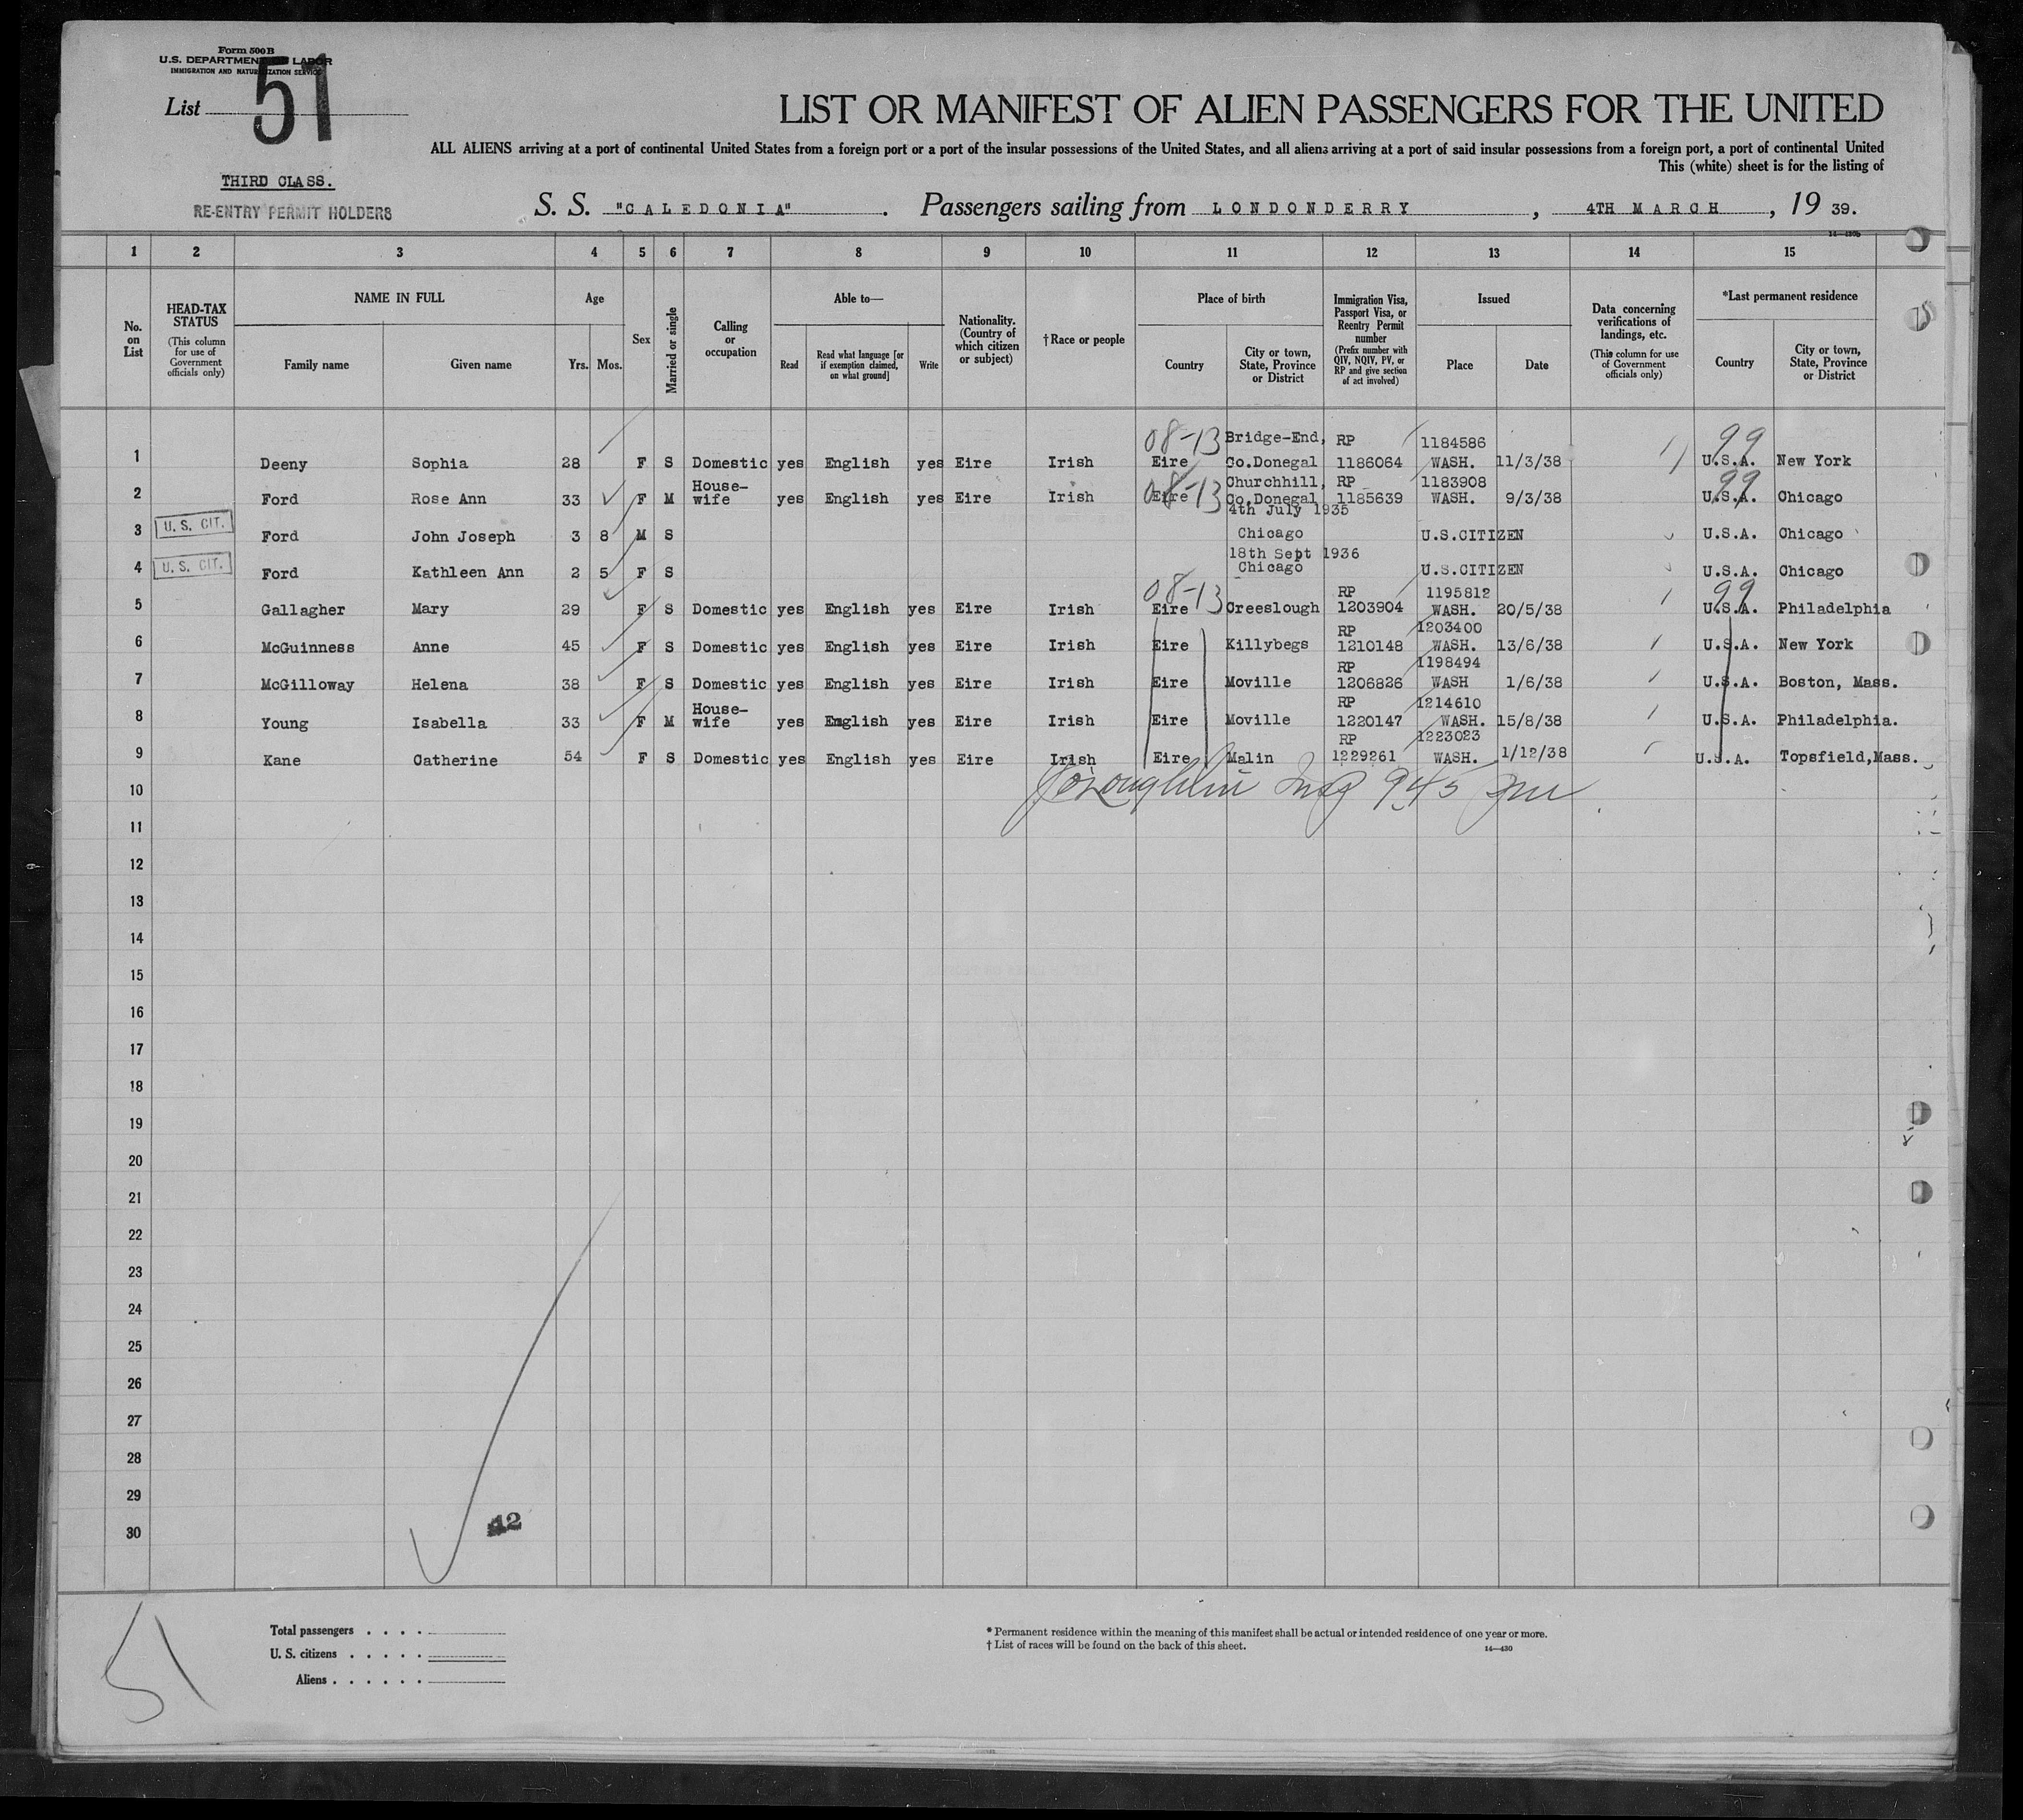 Form 500 B
U.S. DEPARTMENT LABOR
IMMIGRATION AND NATURALIZATION SERVICE
List 51
LIST OR MANIFEST OF ALIEN PASSENGERS FOR THE UNITED
ALL ALIENS arriving at a port of continental United States from a foreign port or a port of the insular possessions of the United States, and all aliens arriving at a port of said insular possessions from a foreign port, a port of continental United
This (white) sheet is for the listing of
THIRD CLASS.
RE-ENTRY PERMIT HOLDERS
S. S. "CALEDONIA". Passengers sailing from LONDONDERRY, 4TH MARCH, 19 39.
14—430b
1 2 3 4 5 6 7 8 9 10 11 12 13 14 15
No. on List
HEAD-TAX STATUS (This column for use of Government officials only)
NAME IN FULL Family name Given name
Age Yrs. Mos.
Sex
Married or single
Calling or occupation
Able to— Read Read what language [or if exemption claimed, on what ground] Write
Nationality. (Country of which citizen or subject)
† Race or people
Place of birth Country City or town, State, Province or District
Immigration Visa, Passport Visa, or Reentry Permit number (Prefix number with QIV, NQIV, PV, or RP and give section of act involved)
Issued Place Date
Data concerning verifications of landings, etc. (This column for use of Government officials only)
*Last permanent residence Country City or town, State, Province or District
08-13 Bridge-End, RP 1184586 99
1 Deeny Sophia 28 F S Domestic yes English yes Eire Irish Eire Co.Donegal 1186064 WASH. 11/3/38 U.S.A. New York
House- 08-13 Churchhill, RP 1183908 99
2 Ford Rose Ann 33 F M wife yes English yes Eire Irish Eire Co.Donegal 1185639 WASH. 9/3/38 U.S.A. Chicago
U. S. CIT. 4th July 1935
3 Ford John Joseph 3 8 M S Chicago U.S.CITIZEN U.S.A. Chicago
U. S. CIT. 18th Sept 1936
4 Ford Kathleen Ann 2 5 F S Chicago U.S.CITIZEN U.S.A. Chicago
08-13 RP 1195812 99
5 Gallagher Mary 29 F S Domestic yes English yes Eire Irish Eire Creeslough 1203904 WASH. 20/5/38 U.S.A. Philadelphia
RP 1203400
6 McGuinness Anne 45 F S Domestic yes English yes Eire Irish Eire Killybegs 1210148 WASH. 13/6/38 U.S.A. New York
RP 1198494
7 McGilloway Helena 38 F S Domestic yes English yes Eire Irish Eire Moville 1206826 WASH 1/6/38 U.S.A. Boston, Mass.
House- RP 1214610
8 Young Isabella 33 F M wife yes English yes Eire Irish Eire Moville 1220147 WASH. 15/8/38 U.S.A. Philadelphia.
RP 1223023
9 Kane Catherine 54 F S Domestic yes English yes Eire Irish Eire Malin 1229261 WASH. 1/12/38 U.S.A. Topsfield,Mass.
10 945
11
12
13
14
15
16
17
18
19
20
21
22
23
24
25
26
27
28
29
30
42
51
Total passengers . . . .
U. S. citizens . . . . .
Aliens . . . . . .
* Permanent residence within the meaning of this manifest shall be actual or intended residence of one year or more.
† List of races will be found on the back of this sheet.
14—430